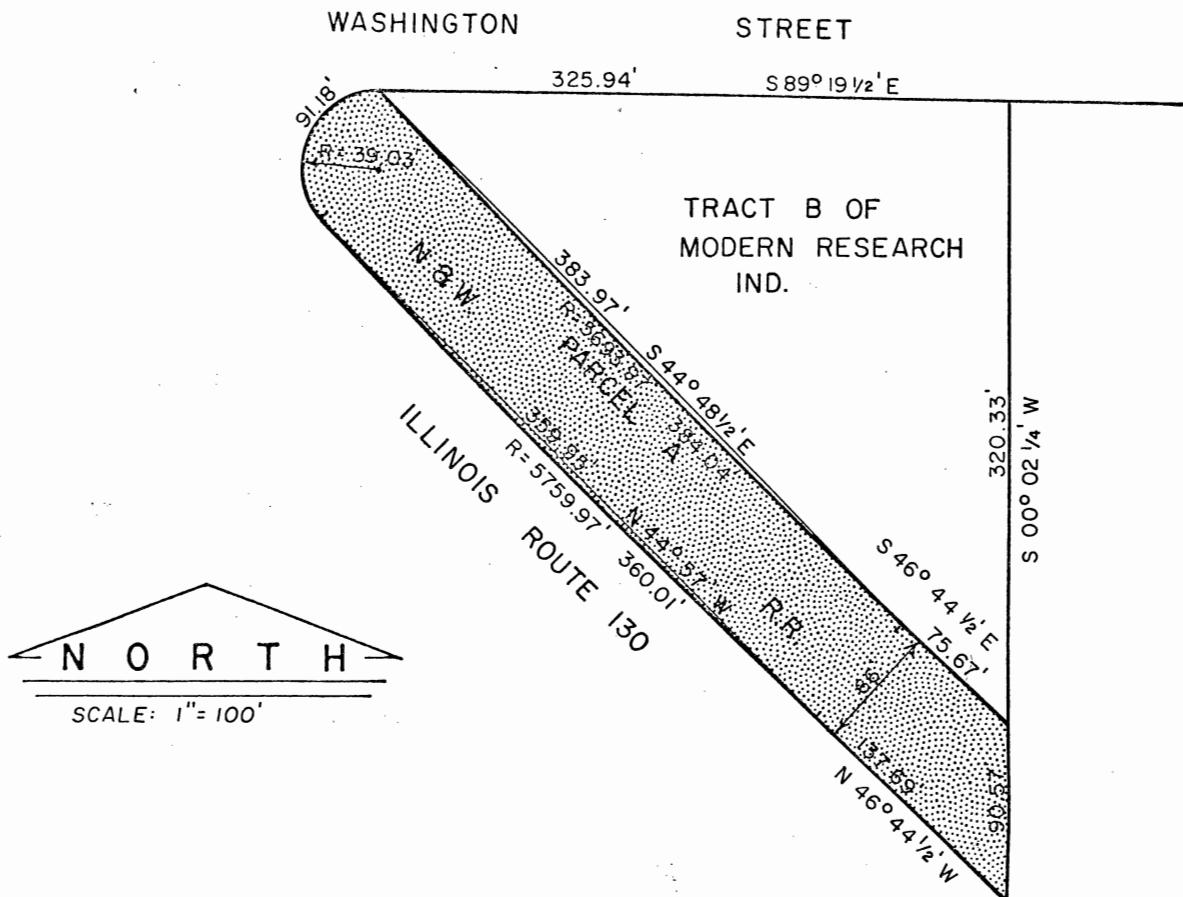 WASHINGTON STREET
325.94' S 89° 19 1/2' E
91.18'
R = 39.03'
TRACT B OF
MODERN RESEARCH
IND.
N & W
PARCEL A
R.R
383.97'
S 44° 48 1/2' E
384.04'
359.98'
R = 5759.97'
N 44° 57' W
360.01'
ILLINOIS ROUTE 130
320.33'
S 00° 02 1/4' W
S 46° 44 1/2' E
75.67'
137.69
N 46° 44 1/2' W
90.57
NORTH
SCALE: 1" = 100'